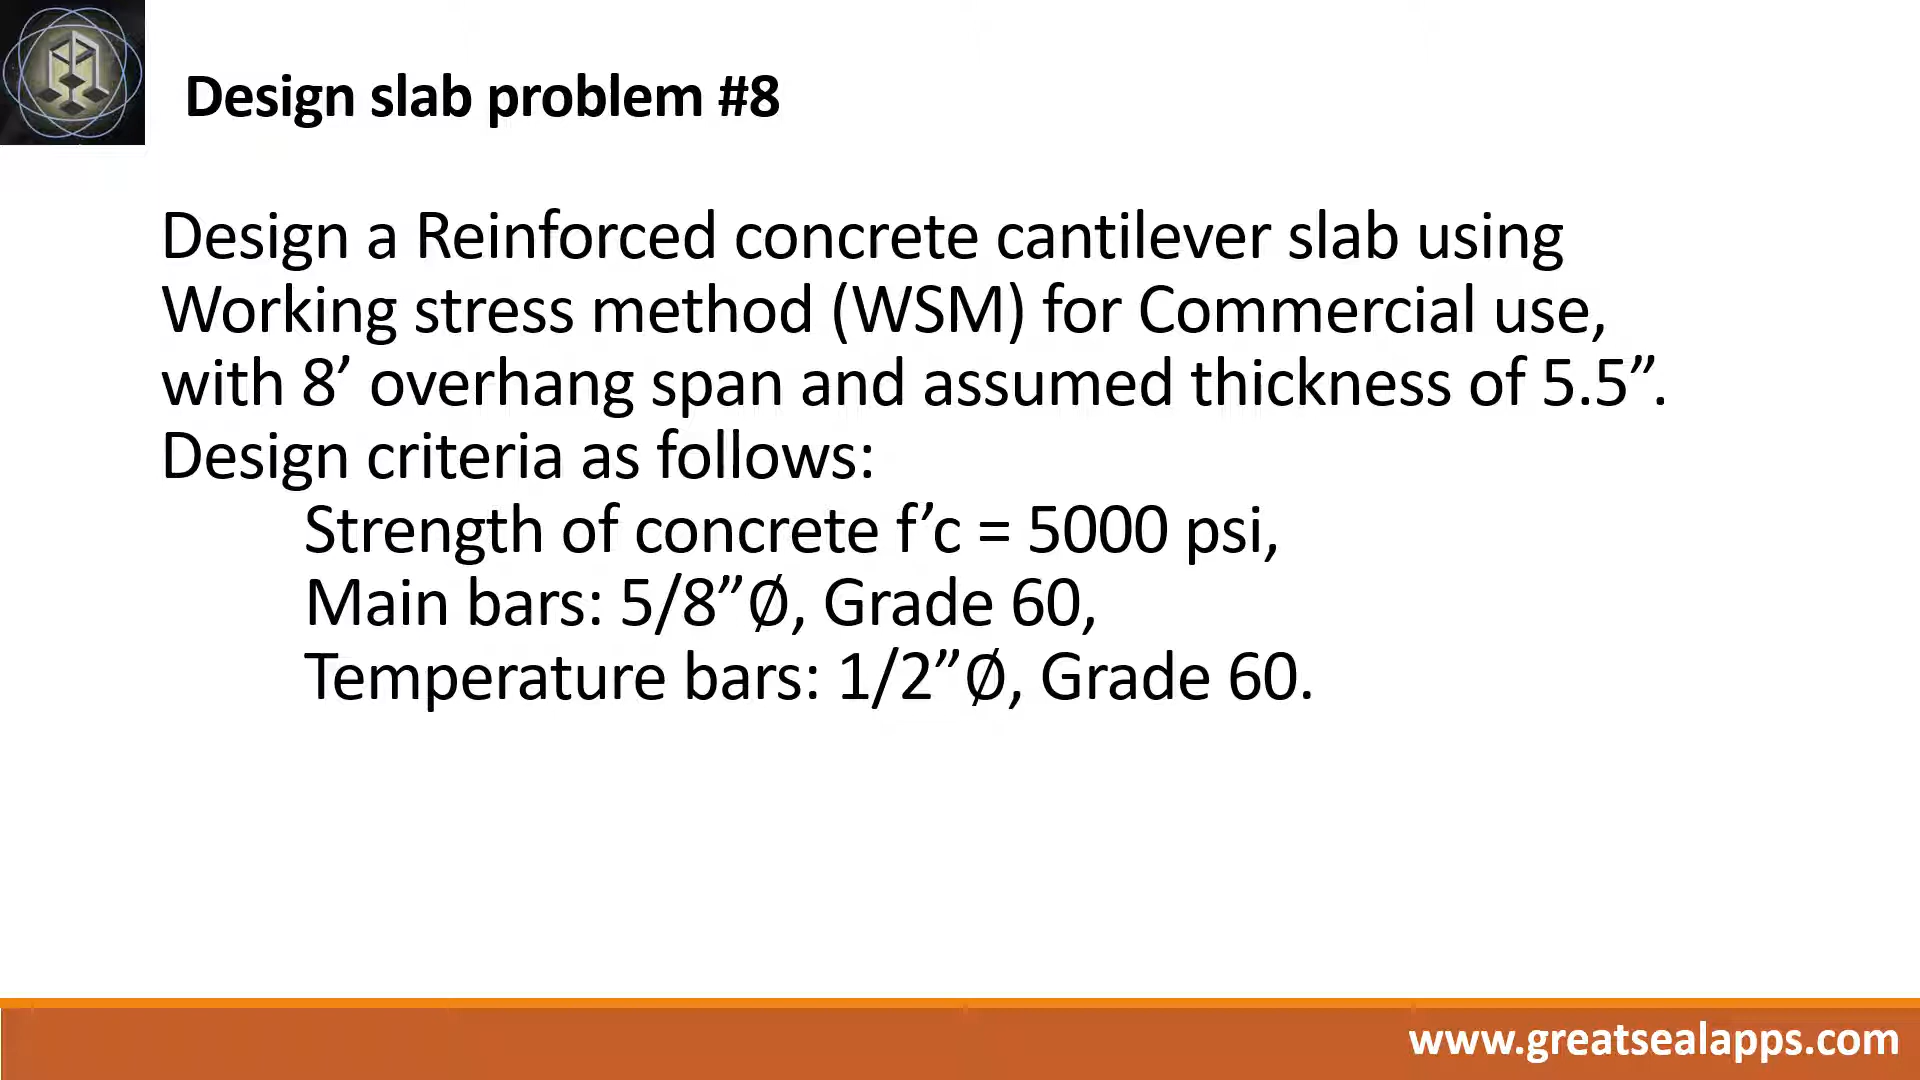 Design slab problem #8
Design a Reinforced concrete cantilever slab using
Working stress method (WSM) for Commercial use,
with 8’ overhang span and assumed thickness of 5.5”.
Design criteria as follows:
Strength of concrete f’c = 5000 psi,
Main bars: 5/8”Ø, Grade 60,
Temperature bars: 1/2”Ø, Grade 60.
www.greatsealapps.com